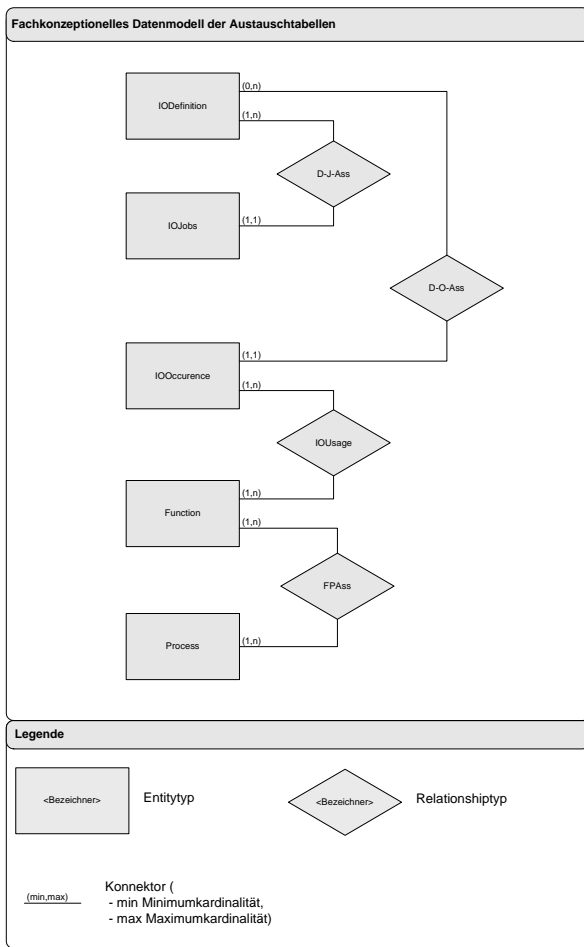 Fachkonzeptionelles Datenmodell der Austauschtabellen
IODefinition
(0,n)
(1,n)
D-J-Ass
IOJobs
(1,1)
D-O-Ass
IOOccurence
(1,1)
(1,n)
IOUsage
Function
(1,n)
(1,n)
FPAss
Process
(1,n)
Legende
<Bezeichner>
Entitytyp
<Bezeichner>
Relationshiptyp
(min,max)
Konnektor (
- min Minimumkardinalität,
- max Maximumkardinalität)